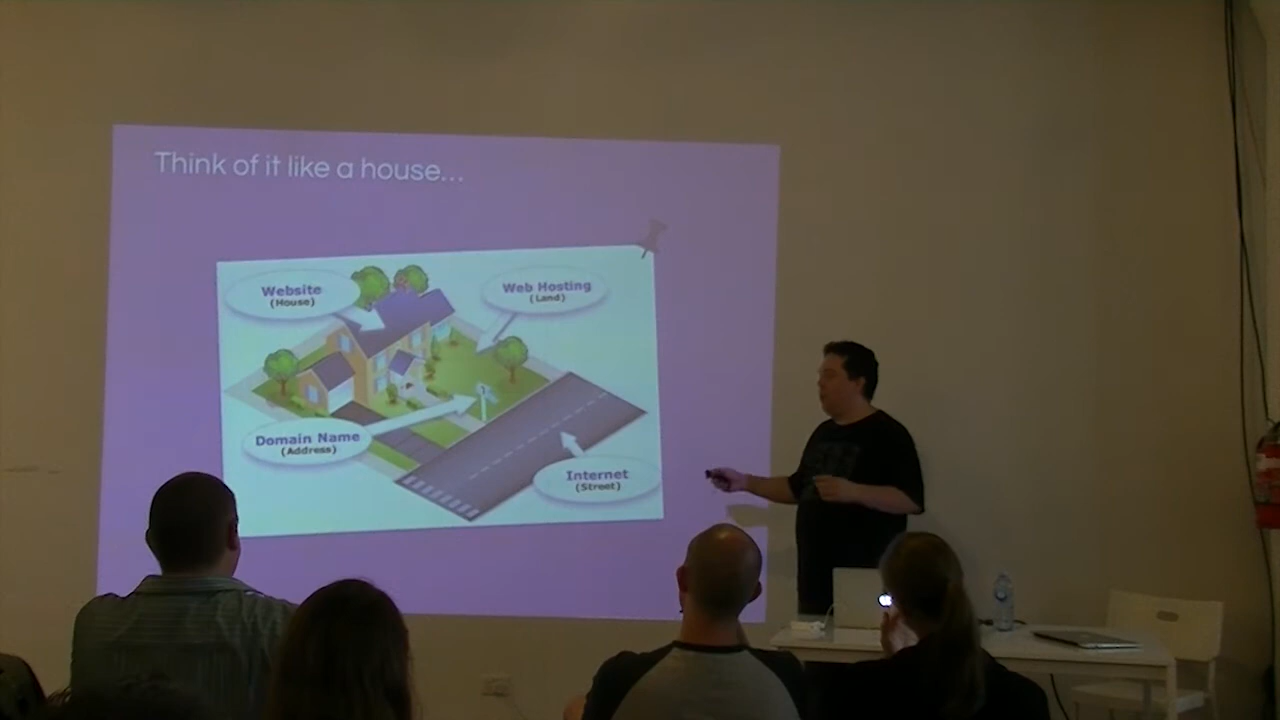 Think of it like a house...
Website
(House)
Web Hosting
(Land)
Domain Name
(Address)
Internet
(Street)